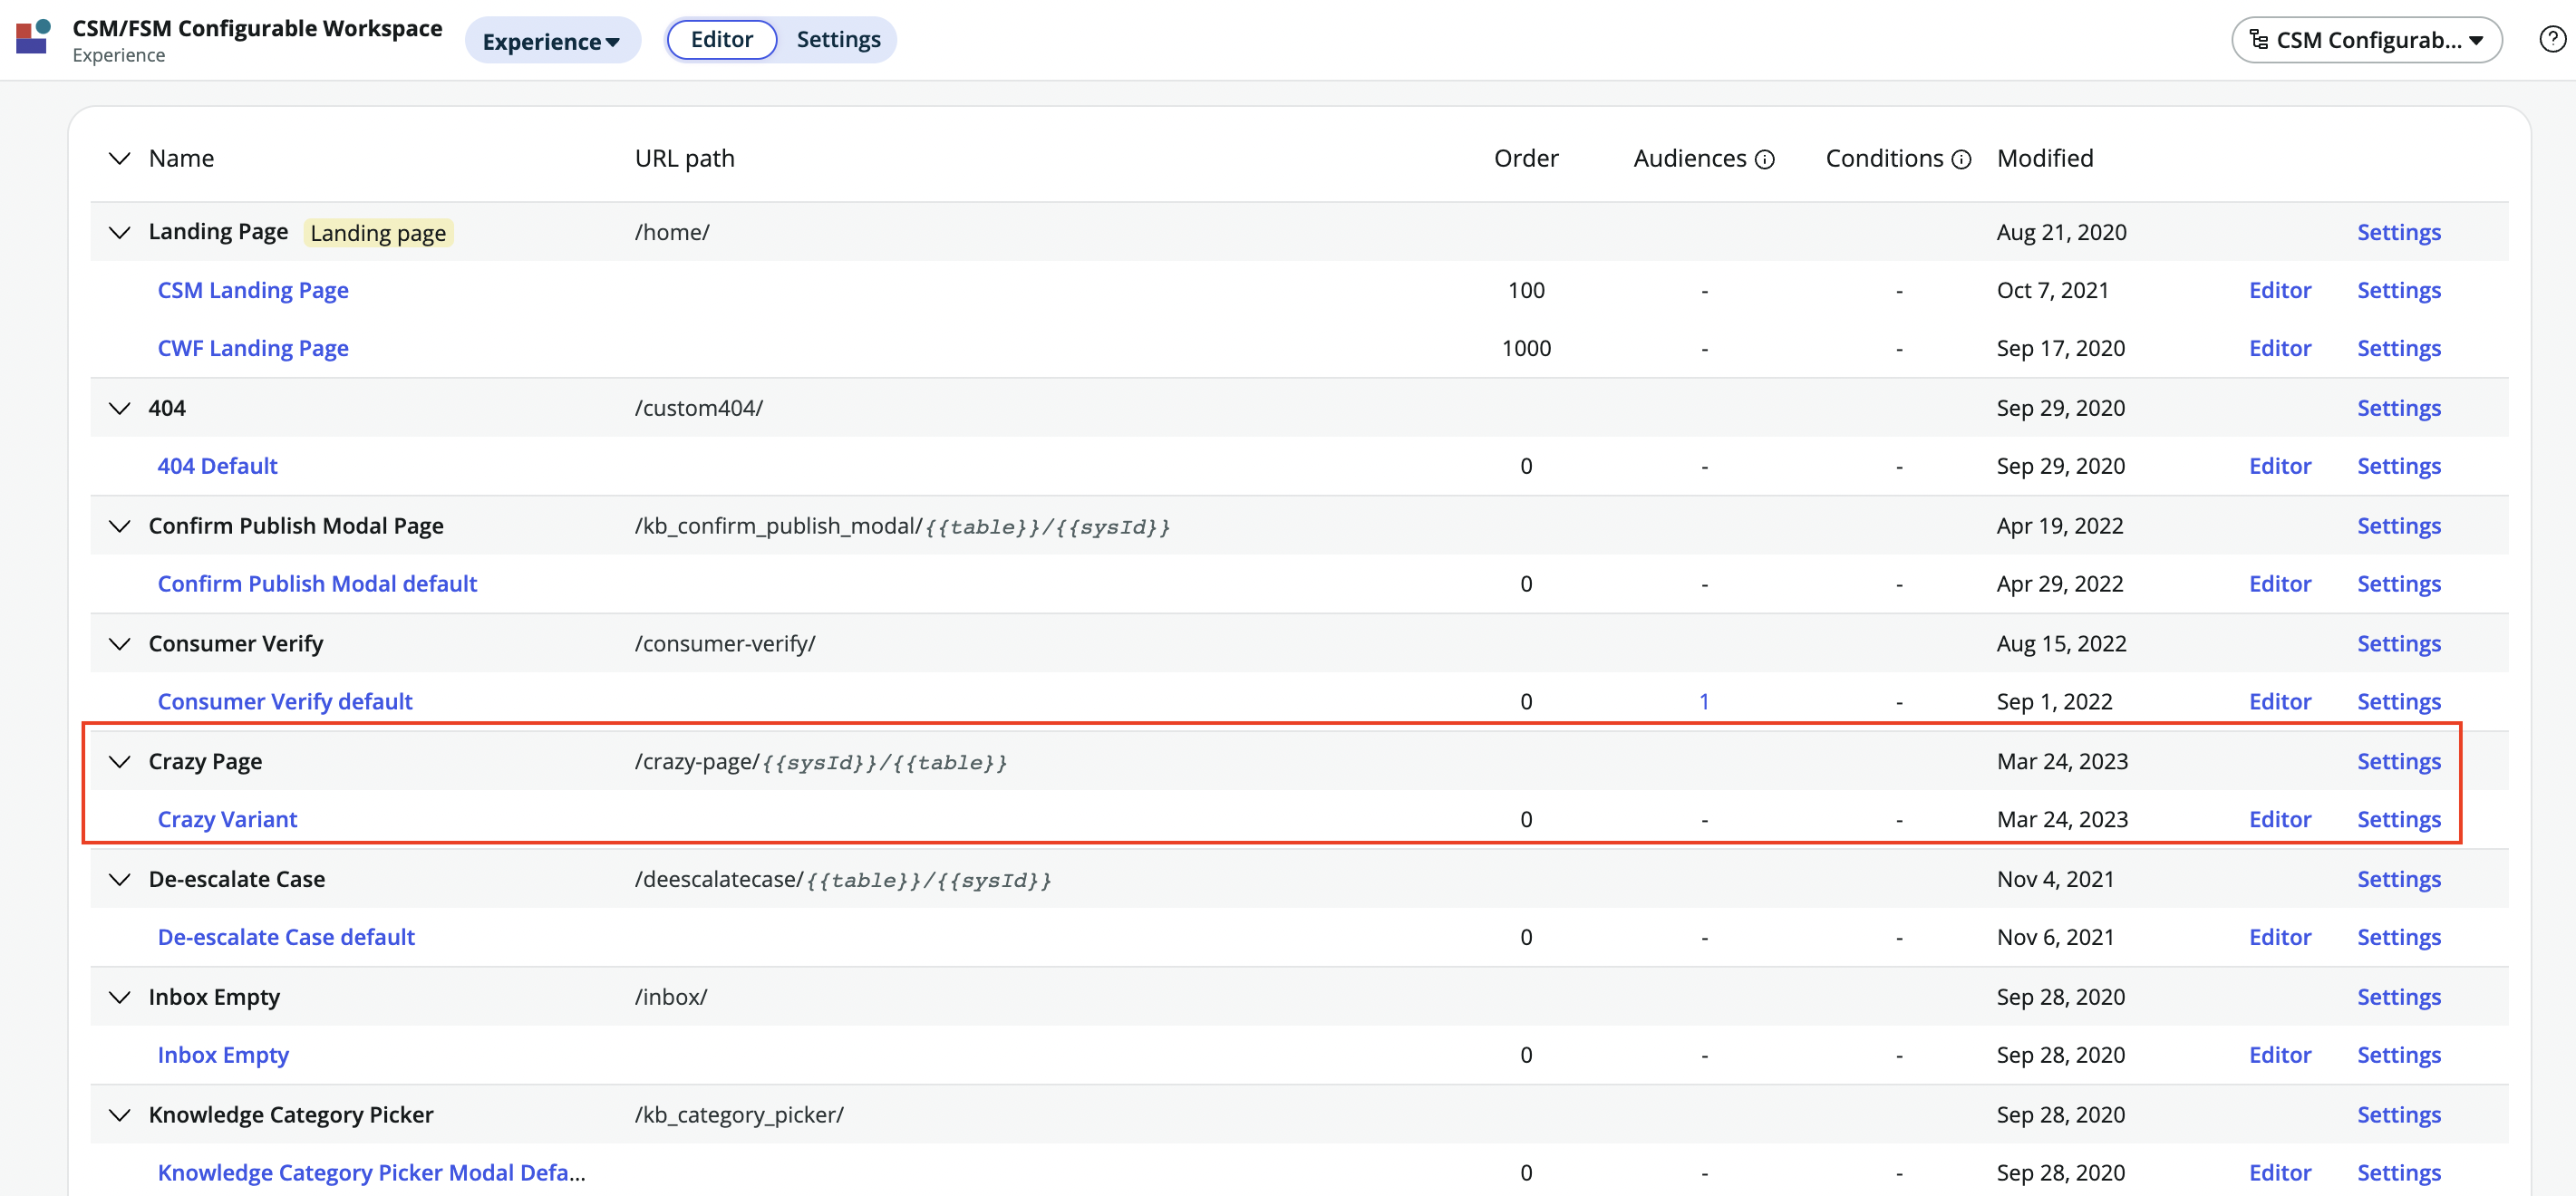 CSM/FSM Configurable Workspace
Experience
Experience
Editor Settings
CSM Configurab...
Name URL path Order Audiences Conditions Modified
Landing Page Landing page /home/ Aug 21, 2020 Settings
CSM Landing Page 100 - - Oct 7, 2021 Editor Settings
CWF Landing Page 1000 - - Sep 17, 2020 Editor Settings
404 /custom404/ Sep 29, 2020 Settings
404 Default 0 - - Sep 29, 2020 Editor Settings
Confirm Publish Modal Page /kb_confirm_publish_modal/{{table}}/{{sysId}} Apr 19, 2022 Settings
Confirm Publish Modal default 0 - - Apr 29, 2022 Editor Settings
Consumer Verify /consumer-verify/ Aug 15, 2022 Settings
Consumer Verify default 0 1 - Sep 1, 2022 Editor Settings
Crazy Page /crazy-page/{{sysId}}/{{table}} Mar 24, 2023 Settings
Crazy Variant 0 - - Mar 24, 2023 Editor Settings
De-escalate Case /deescalatecase/{{table}}/{{sysId}} Nov 4, 2021 Settings
De-escalate Case default 0 - - Nov 6, 2021 Editor Settings
Inbox Empty /inbox/ Sep 28, 2020 Settings
Inbox Empty 0 - - Sep 28, 2020 Editor Settings
Knowledge Category Picker /kb_category_picker/ Sep 28, 2020 Settings
Knowledge Category Picker Modal Defa... 0 - - Sep 28, 2020 Editor Settings